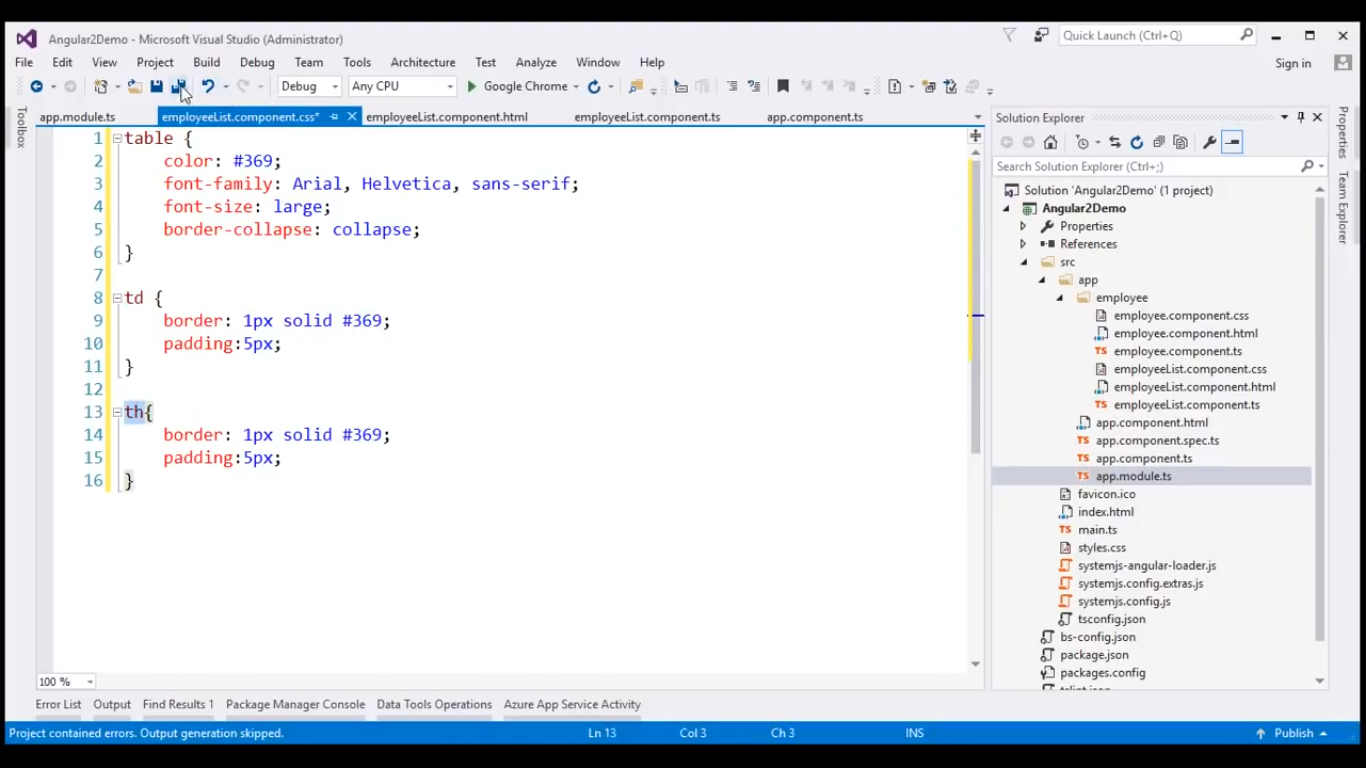 Angular2Demo - Microsoft Visual Studio (Administrator)
Quick Launch (Ctrl+Q)
File Edit View Project Build Debug Team Tools Architecture Test Analyze Window Help
Sign in
Debug Any CPU Google Chrome
Toolbox
app.module.ts employeeList.component.css* employeeList.component.html employeeList.component.ts app.component.ts
1 table {
2 color: #369;
3 font-family: Arial, Helvetica, sans-serif;
4 font-size: large;
5 border-collapse: collapse;
6 }
7
8 td {
9 border: 1px solid #369;
10 padding:5px;
11 }
12
13 th{
14 border: 1px solid #369;
15 padding:5px;
16 }
100 %
Solution Explorer
Search Solution Explorer (Ctrl+;)
Solution 'Angular2Demo' (1 project)
Angular2Demo
Properties
References
src
app
employee
employee.component.css
employee.component.html
TS employee.component.ts
employeeList.component.css
employeeList.component.html
TS employeeList.component.ts
app.component.html
TS app.component.spec.ts
TS app.component.ts
TS app.module.ts
favicon.ico
index.html
TS main.ts
styles.css
systemjs-angular-loader.js
systemjs.config.extras.js
systemjs.config.js
tsconfig.json
bs-config.json
package.json
packages.config
Properties
Team Explorer
Error List Output Find Results 1 Package Manager Console Data Tools Operations Azure App Service Activity
Project contained errors. Output generation skipped. Ln 13 Col 3 Ch 3 INS Publish